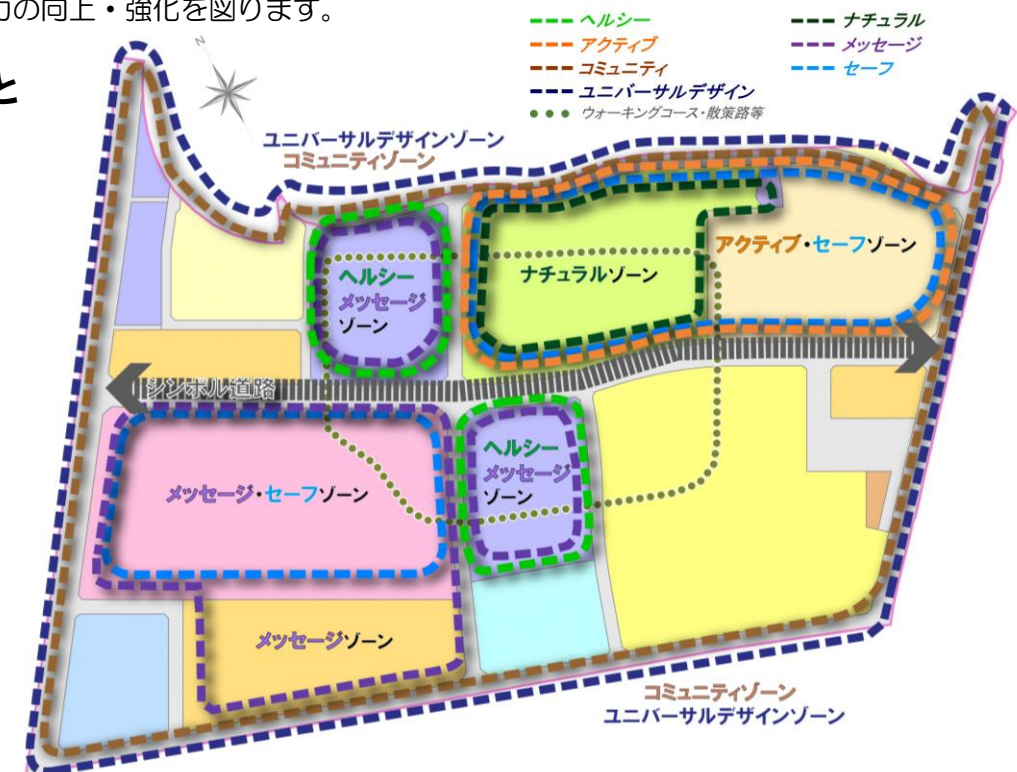 力の向上・強化を図ります。
と
ヘルシー
アクティブ
コミュニティ
ユニバーサルデザイン
ウォーキングコース・散策路等
ナチュラル
メッセージ
セーフ
N
ユニバーサルデザインゾーン
コミュニティゾーン
ヘルシー
メッセージ
ゾーン
ナチュラルゾーン
アクティブ・セーフゾーン
シンボル道路
メッセージ・セーフゾーン
ヘルシー
メッセージ
ゾーン
メッセージゾーン
コミュニティゾーン
ユニバーサルデザインゾーン